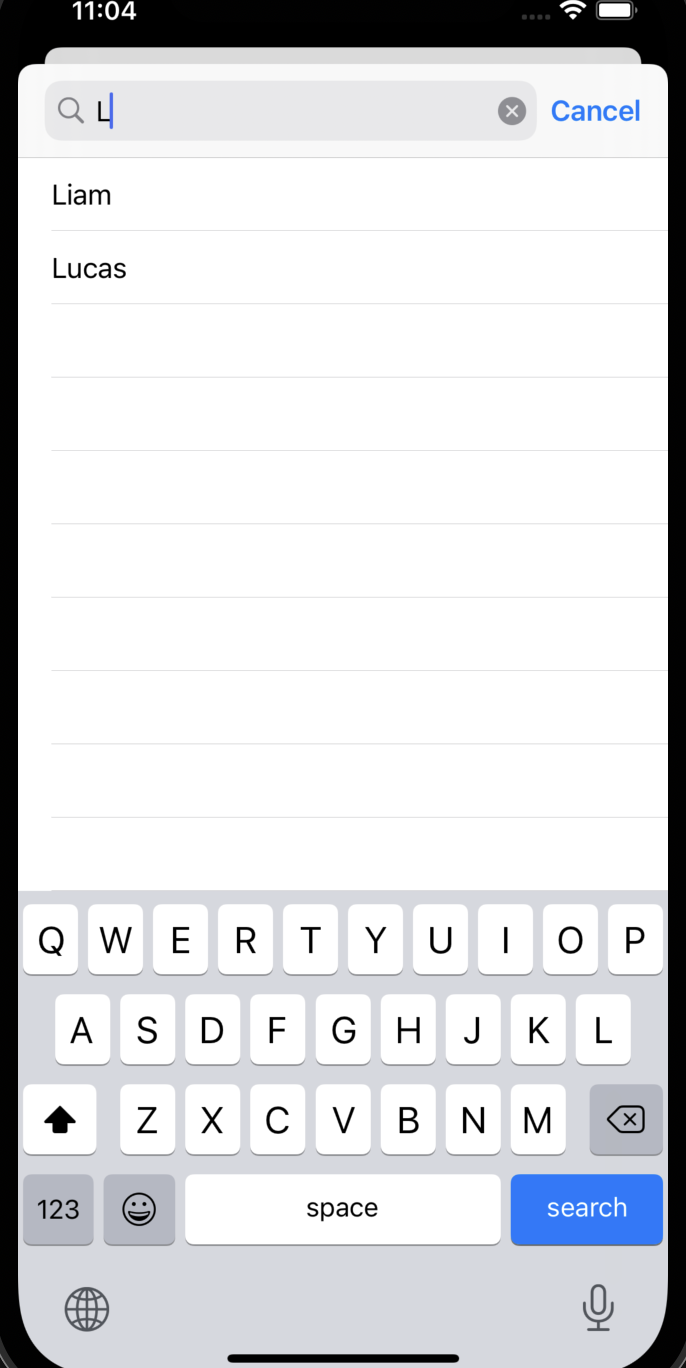 11:04
L
Cancel
Liam
Lucas
Q W E R T Y U I O P
A S D F G H J K L
Z X C V B N M
123 space search